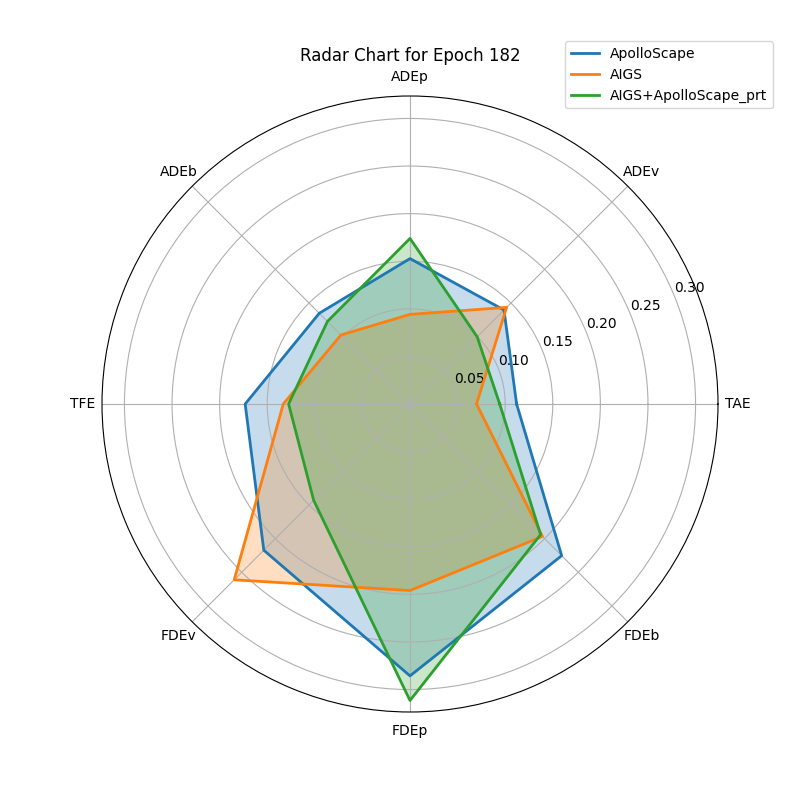 Radar Chart for Epoch 182
ApolloScape
AIGS
AIGS+ApolloScape_prt
ADEp
ADEb
ADEv
0.30
0.25
0.20
0.15
0.10
0.05
TFE
TAE
FDEv
FDEb
FDEp